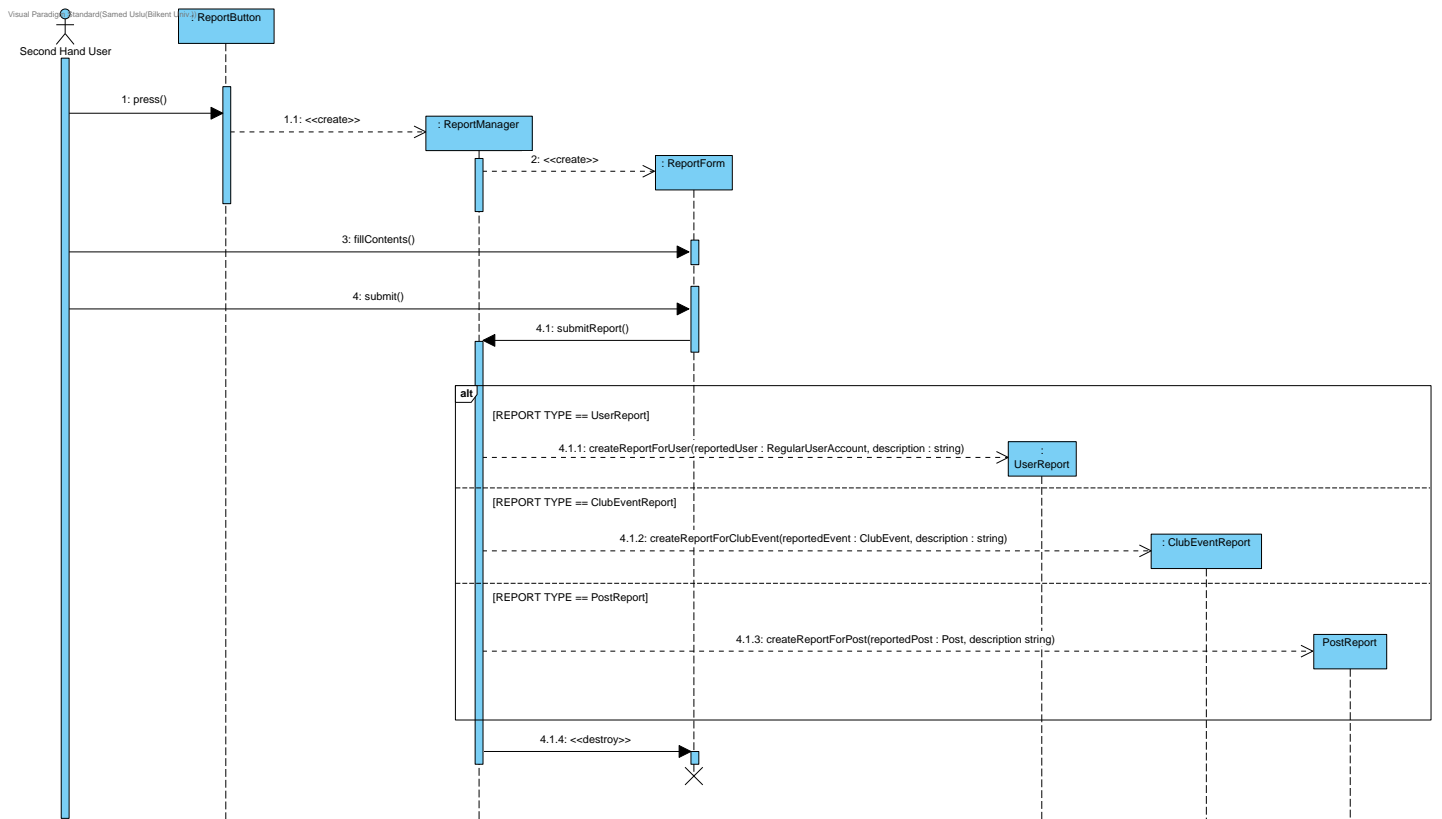 Visual Paradigm Standard(Samed Uslu(Bilkent Univ.))
: ReportButton
Second Hand User
1: press()
1.1: <<create>>
: ReportManager
2: <<create>>
: ReportForm
3: fillContents()
4: submit()
4.1: submitReport()
alt
[REPORT TYPE == UserReport]
4.1.1: createReportForUser(reportedUser : RegularUserAccount, description : string)
:
UserReport
[REPORT TYPE == ClubEventReport]
4.1.2: createReportForClubEvent(reportedEvent : ClubEvent, description : string)
: ClubEventReport
[REPORT TYPE == PostReport]
4.1.3: createReportForPost(reportedPost : Post, description string)
PostReport
4.1.4: <<destroy>>